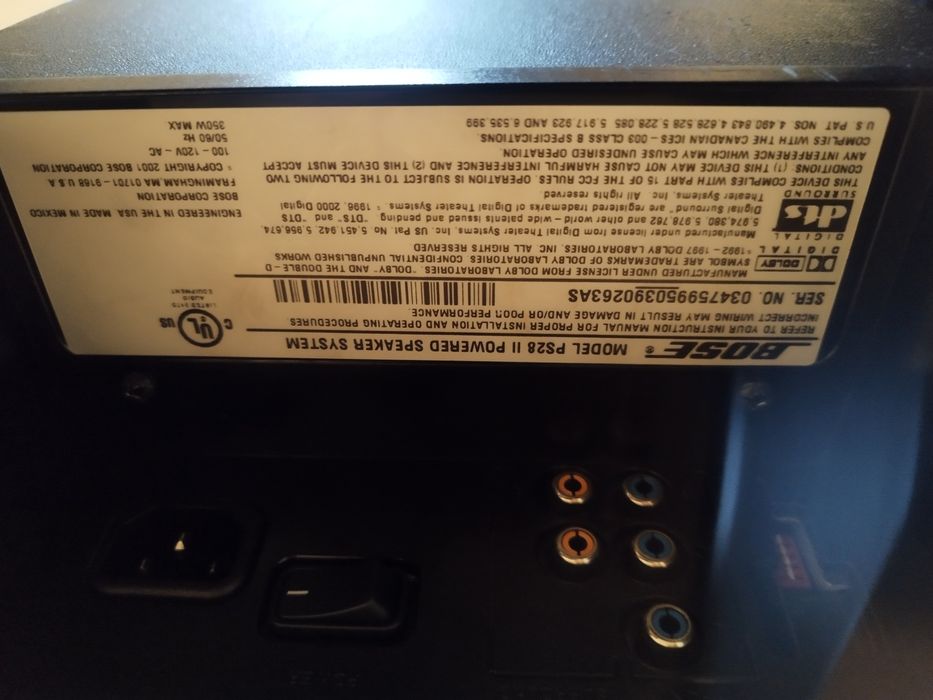 BOSE ® MODEL PS28 II POWERED SPEAKER SYSTEM
REFER TO YOUR INSTRUCTION MANUAL FOR PROPER INSTALLATION AND OPERATING PROCEDURES.
INCORRECT WIRING MAY RESULT IN DAMAGE AND/OR POOR PERFORMANCE.
C UL US
LISTED
AUDIO
EQUIPMENT
SER. NO. 034759950390263AS
MANUFACTURED UNDER LICENSE FROM DOLBY LABORATORIES. "DOLBY" AND THE DOUBLE-D
SYMBOL ARE TRADEMARKS OF DOLBY LABORATORIES. CONFIDENTIAL UNPUBLISHED WORKS
©1992-1997 DOLBY LABORATORIES, INC. ALL RIGHTS RESERVED
DOLBY
DIGITAL
Manufactured under license from Digital Theater Systems, Inc. US Pat. No. 5,451,942, 5,956,674,
5,974,380, 5,978,762 and other world-wide patents issued and pending. "DTS" and "DTS
Digital Surround" are registered trademarks of Digital Theater Systems © 1996, 2000 Digital
Theater Systems, Inc. All rights reserved
DIGITAL
dts
SURROUND
THIS DEVICE COMPLIES WITH PART 15 OF THE FCC RULES. OPERATION IS SUBJECT TO THE FOLLOWING TWO
CONDITIONS: (1) THIS DEVICE MAY NOT CAUSE HARMFUL INTERFERENCE AND (2) THIS DEVICE MUST ACCEPT
ANY INTERFERENCE WHICH MAY CAUSE UNDESIRED OPERATION.
COMPLIES WITH THE CANADIAN ICES-003 CLASS B SPECIFICATIONS.
U.S PAT NOS. 4,490,843 4,628,528 5,228,085 5,917,923 AND 6,535,399
ENGINEERED IN THE USA MADE IN MEXICO
BOSE CORPORATION
FRAMINGHAM, MA 01701-9168 U.S.A
© COPYRIGHT 2007 BOSE CORPORATION
100-120V~AC
50/60 Hz
350W MAX
POWER